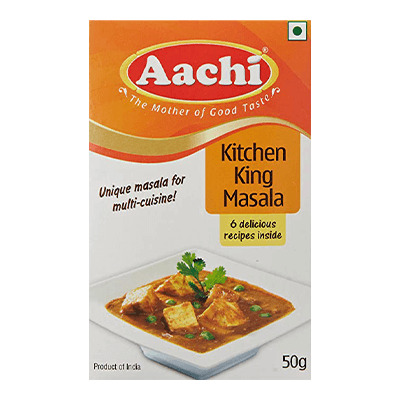 Aachi®
The Mother of Good Taste
Kitchen
King
Masala
Unique masala for
multi-cuisine!
6 delicious
recipes inside
Product of India
50g